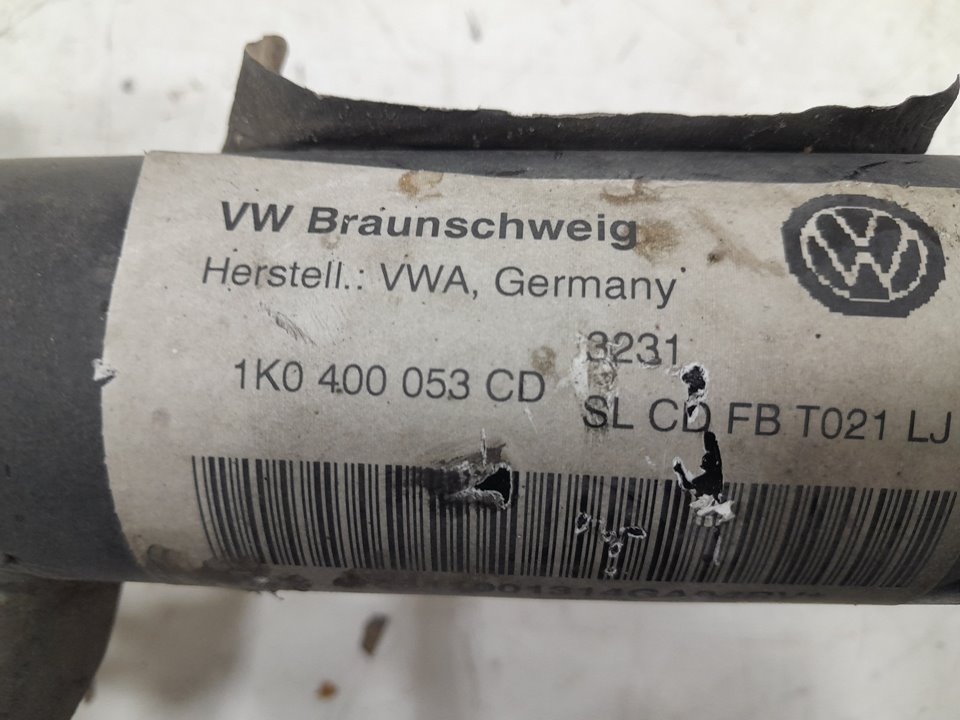 VW Braunschweig
Herstell.: VWA, Germany
3231
1K0 400 053 CD
SL CD FB T021 LJ